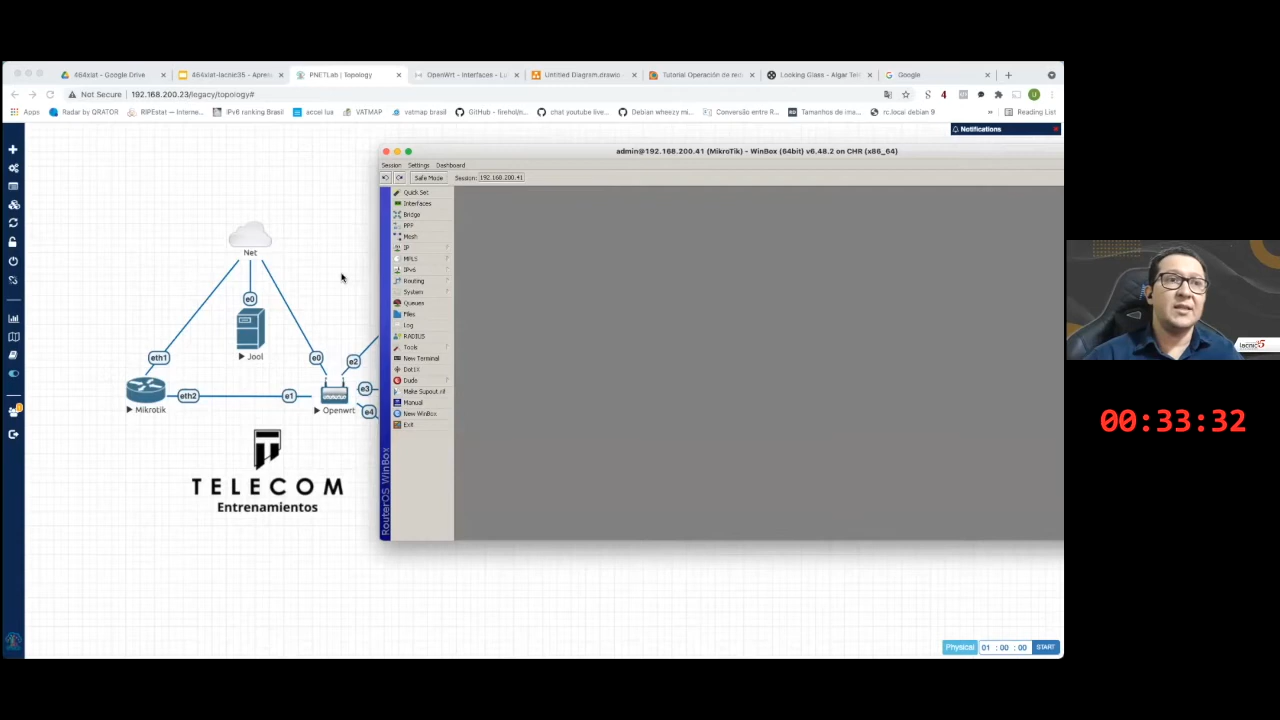 464xlat - Google Drive
464xlat-lacnic35 - Apres
PNETLab | Topology
OpenWrt - Interfaces - Lu
Untitled Diagram.drawio
Tutorial Operación de red
Looking Glass - Algar Tel
Google
Not Secure
192.168.200.23/legacy/topology#
Apps
Radar by QRATOR
RIPEstat — Interne...
IPv6 ranking Brasil
accel lua
VATMAP
vatmap brasil
GitHub - firehol/n...
chat youtube live...
Debian wheezy mi...
Conversión entre R...
Tamanhos de ima...
rc.local debian 9
Reading List
Notifications
admin@192.168.200.41 (MikroTik) - WinBox (64bit) v6.48.2 on CHR (x86_64)
Session Settings Dashboard
Safe Mode
Session: 192.168.200.41
Quick Set
Interfaces
Bridge
PPP
Mesh
IP
MPLS
IPv6
Routing
System
Queues
Files
Log
RADIUS
Tools
New Terminal
Dot1X
Dude
Make Supout.rif
Manual
New WinBox
Exit
RouterOS WinBox
Net
e0
Jool
eth1
e0
e2
Mikrotik
eth2
e1
Openwrt
e3
e4
TELECOM
Entrenamientos
lacnic35
00:33:32
Physical
01 : 00 : 00
START